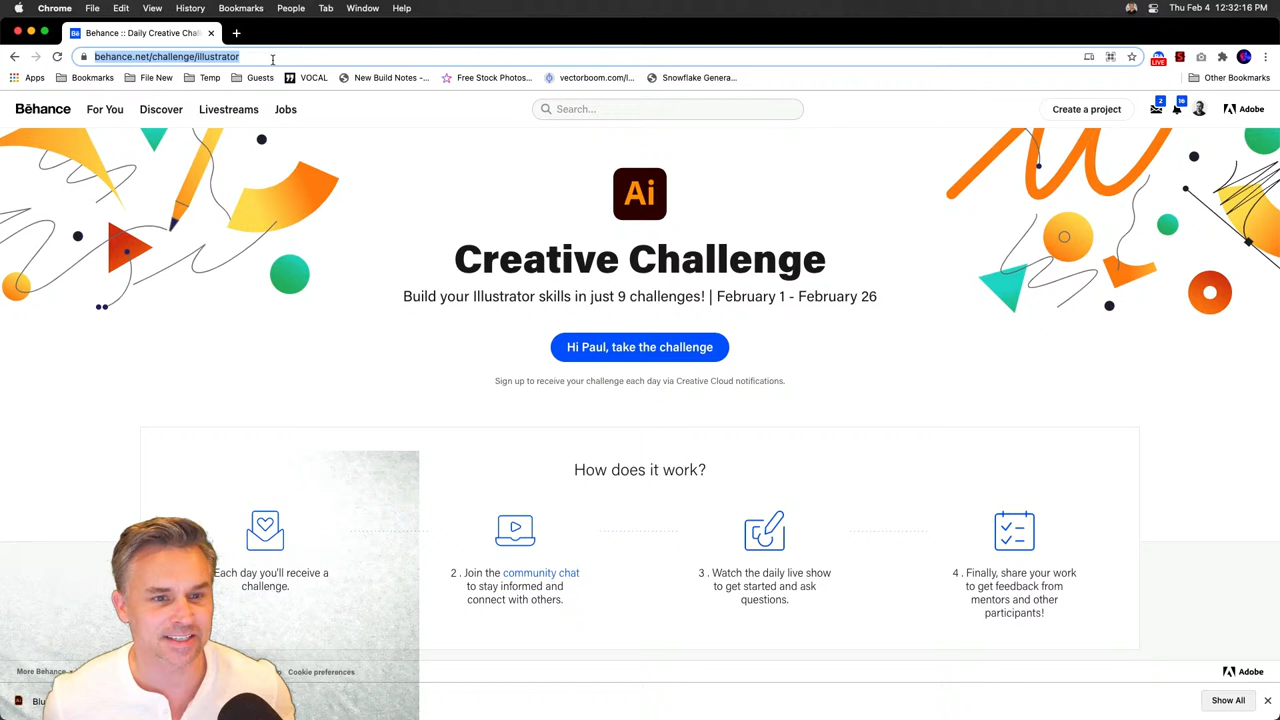 Chrome File Edit View History Bookmarks People Tab Window Help Thu Feb 4 12:32:16 PM
Behance :: Daily Creative Chal
behance.net/challenge/illustrator
LIVE
Apps Bookmarks File New Temp Guests VOCAL New Build Notes -... Free Stock Photos... vectorboom.com/l... Snowflake Genera... Other Bookmarks
Bēhance For You Discover Livestreams Jobs Search... Create a project 2 16 Adobe
Ai
Creative Challenge
Build your Illustrator skills in just 9 challenges! | February 1 - February 26
Hi Paul, take the challenge
Sign up to receive your challenge each day via Creative Cloud notifications.
How does it work?
Each day you'll receive a
challenge.
2 . Join the community chat
to stay informed and
connect with others.
3 . Watch the daily live show
to get started and ask
questions.
4 . Finally, share your work
to get feedback from
mentors and other
participants!
More Behance Cookie preferences Adobe
Ai Blu Show All